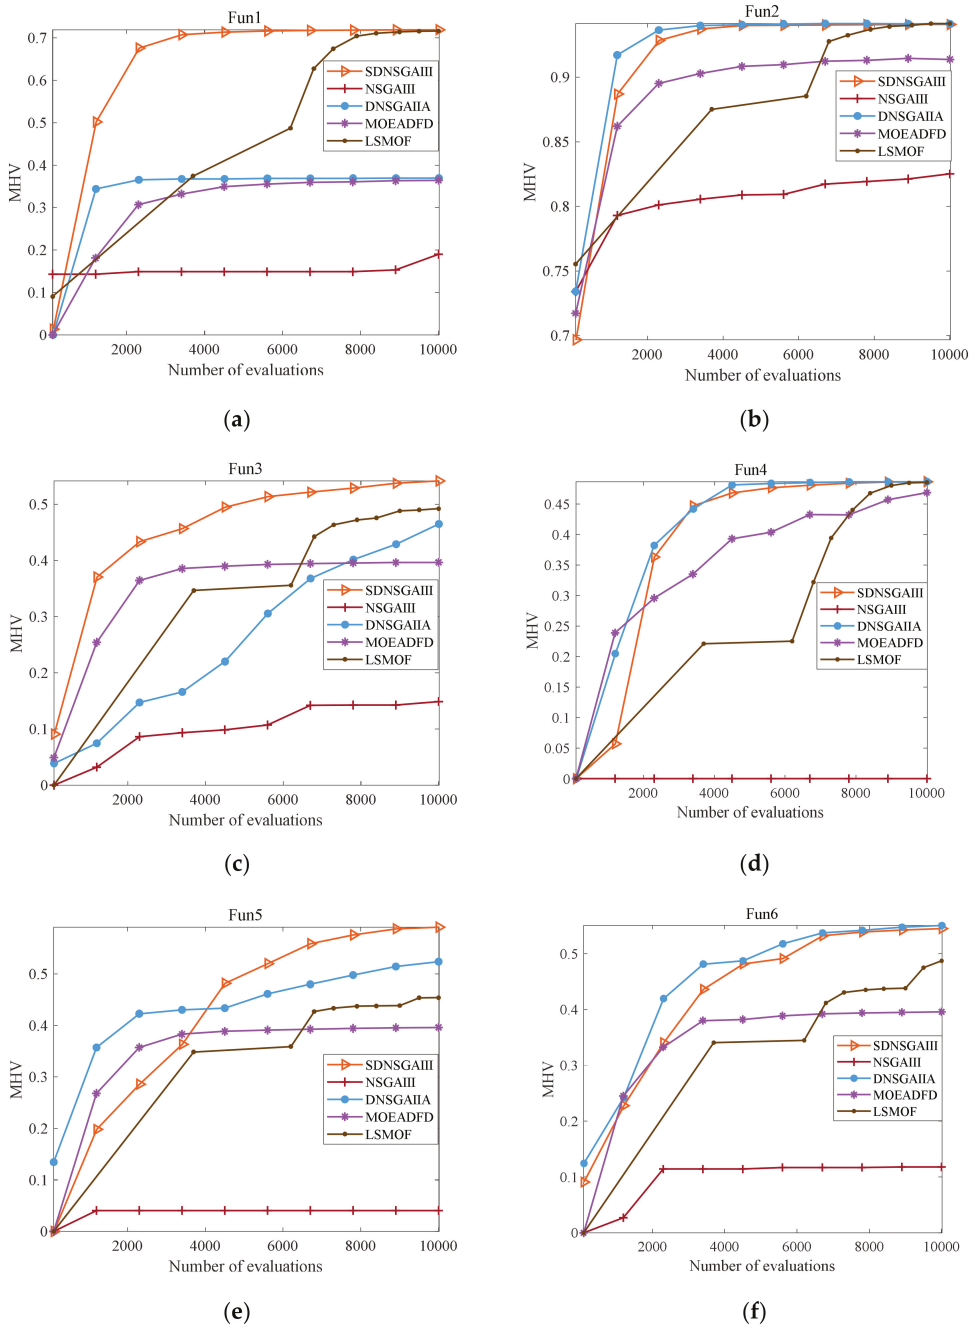 Fun1
MHV
0.7
0.6
0.5
0.4
0.3
0.2
0.1
0
2000 4000 6000 8000 10000
Number of evaluations
SDNSGAIII
NSGAIII
DNSGAIIA
MOEADFD
LSMOF
(a)
Fun2
MHV
0.9
0.85
0.8
0.75
0.7
2000 4000 6000 8000 10000
Number of evaluations
SDNSGAIII
NSGAIII
DNSGAIIA
MOEADFD
LSMOF
(b)
Fun3
MHV
0.5
0.4
0.3
0.2
0.1
0
2000 4000 6000 8000 10000
Number of evaluations
SDNSGAIII
NSGAIII
DNSGAIIA
MOEADFD
LSMOF
(c)
Fun4
MHV
0.45
0.4
0.35
0.3
0.25
0.2
0.15
0.1
0.05
0
2000 4000 6000 8000 10000
Number of evaluations
SDNSGAIII
NSGAIII
DNSGAIIA
MOEADFD
LSMOF
(d)
Fun5
MHV
0.5
0.4
0.3
0.2
0.1
0
2000 4000 6000 8000 10000
Number of evaluations
SDNSGAIII
NSGAIII
DNSGAIIA
MOEADFD
LSMOF
(e)
Fun6
MHV
0.5
0.4
0.3
0.2
0.1
0
2000 4000 6000 8000 10000
Number of evaluations
SDNSGAIII
NSGAIII
DNSGAIIA
MOEADFD
LSMOF
(f)